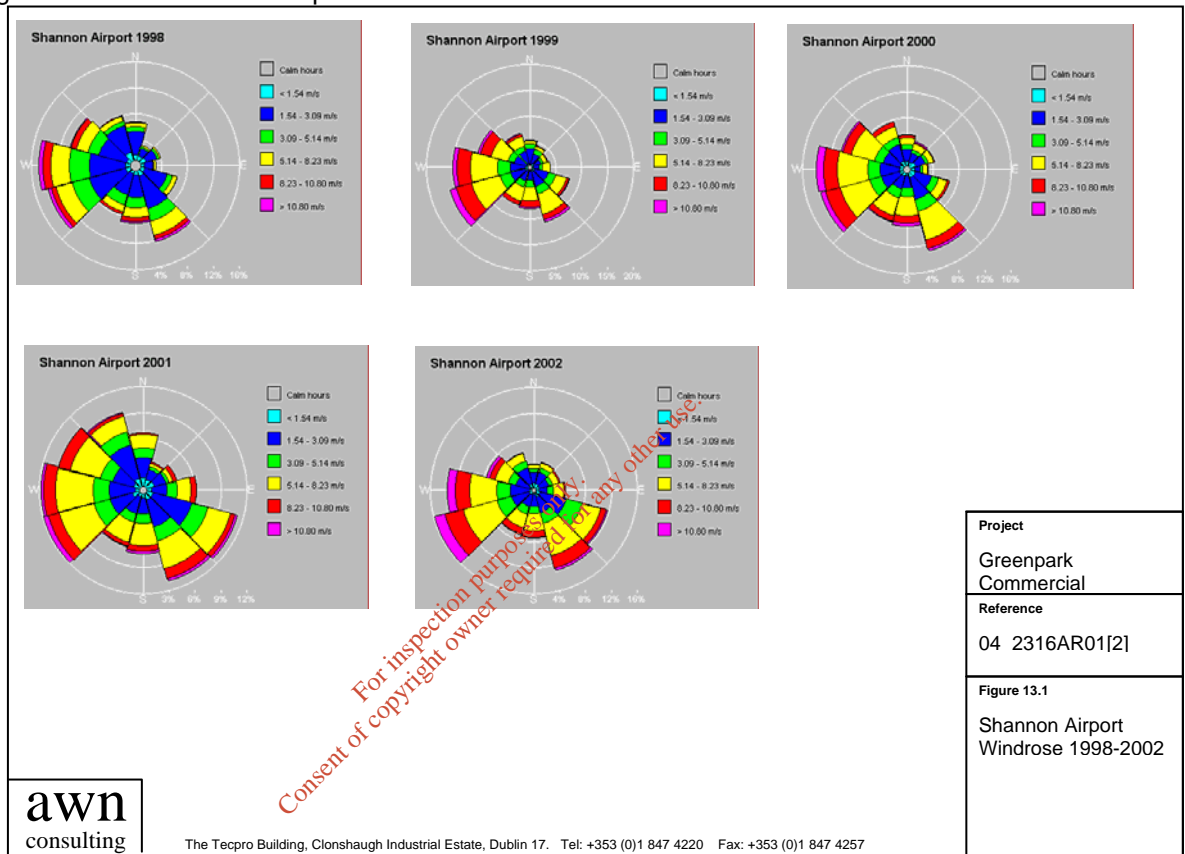 Shannon Airport 1998
N
W
E
S
4%
8%
12%
16%
Calm hours
< 1.54 m/s
1.54 - 3.09 m/s
3.09 - 5.14 m/s
5.14 - 8.23 m/s
8.23 - 10.80 m/s
> 10.80 m/s
Shannon Airport 1999
N
W
E
S
5%
10%
15%
20%
Calm hours
< 1.54 m/s
1.54 - 3.09 m/s
3.09 - 5.14 m/s
5.14 - 8.23 m/s
8.23 - 10.80 m/s
> 10.80 m/s
Shannon Airport 2000
N
W
E
S
4%
8%
12%
16%
Calm hours
< 1.54 m/s
1.54 - 3.09 m/s
3.09 - 5.14 m/s
5.14 - 8.23 m/s
8.23 - 10.80 m/s
> 10.80 m/s
Shannon Airport 2001
N
W
E
S
3%
6%
9%
12%
Calm hours
< 1.54 m/s
1.54 - 3.09 m/s
3.09 - 5.14 m/s
5.14 - 8.23 m/s
8.23 - 10.80 m/s
> 10.80 m/s
Shannon Airport 2002
N
W
E
S
4%
8%
12%
16%
Calm hours
< 1.54 m/s
1.54 - 3.09 m/s
3.09 - 5.14 m/s
5.14 - 8.23 m/s
8.23 - 10.80 m/s
> 10.80 m/s
For inspection purposes only.
Consent of copyright owner required for any other use.
Project
Greenpark
Commercial
Reference
04 2316AR01[2]
Figure 13.1
Shannon Airport
Windrose 1998-2002
awn
consulting
The Tecpro Building, Clonshaugh Industrial Estate, Dublin 17. Tel: +353 (0)1 847 4220 Fax: +353 (0)1 847 4257